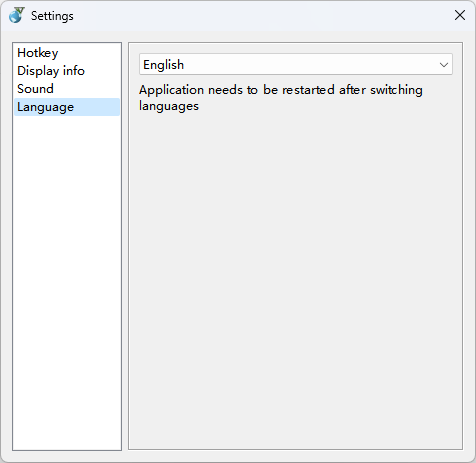 Settings
Hotkey
Display info
Sound
Language
English
Application needs to be restarted after switching
languages